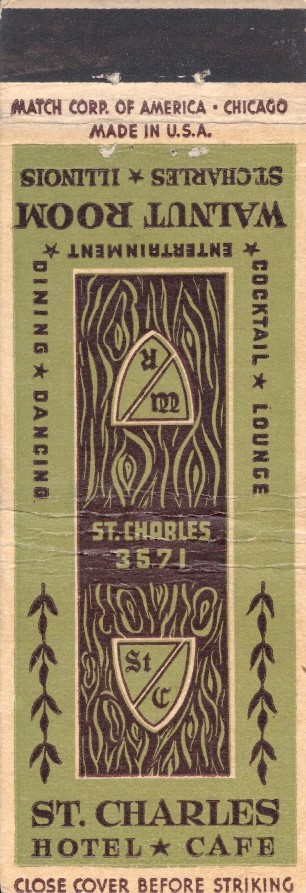 MATCH CORP. OF AMERICA · CHICAGO
MADE IN U.S.A.
WALNUT ROOM
ST. CHARLES ★ ILLINOIS
ENTERTAINMENT ★
★
DINING ★ DANCING
COCKTAIL ★ LOUNGE
W
R
ST. CHARLES
3571
St
C
ST. CHARLES
HOTEL ★ CAFE
CLOSE COVER BEFORE STRIKING